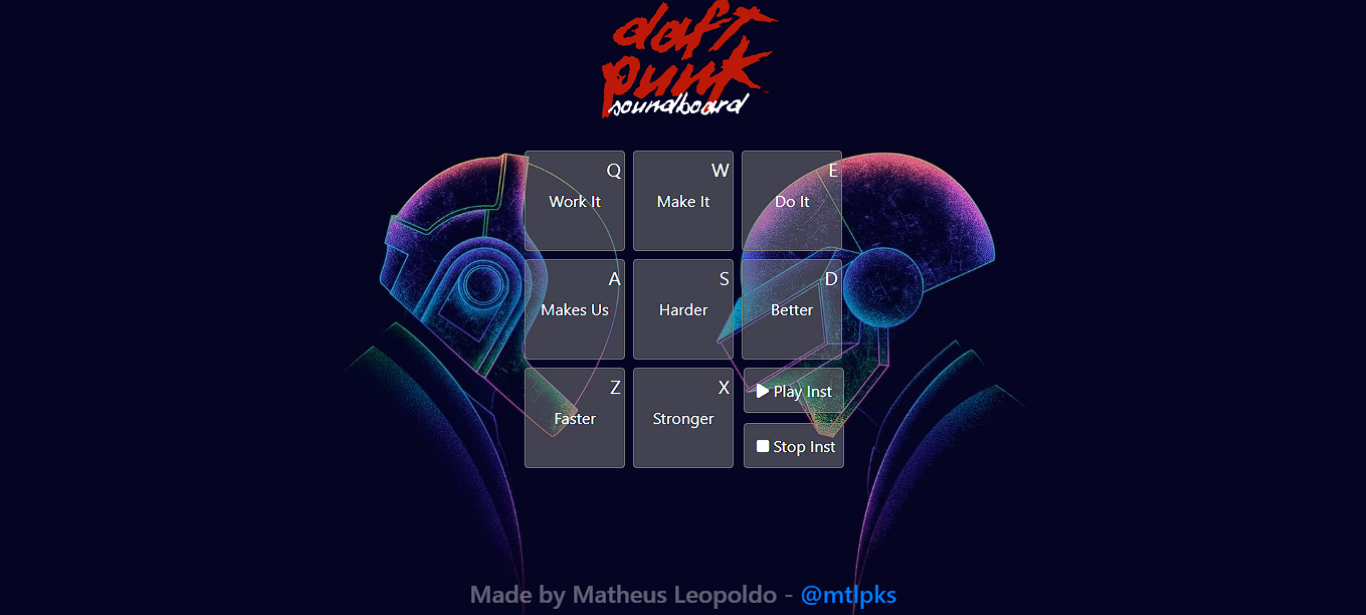 daft
punk
soundboard
Q W E
Work It Make It Do It
A S D
Makes Us Harder Better
Z X
Play Inst
Faster Stronger
Stop Inst
Made by Matheus Leopoldo - @mtlpks